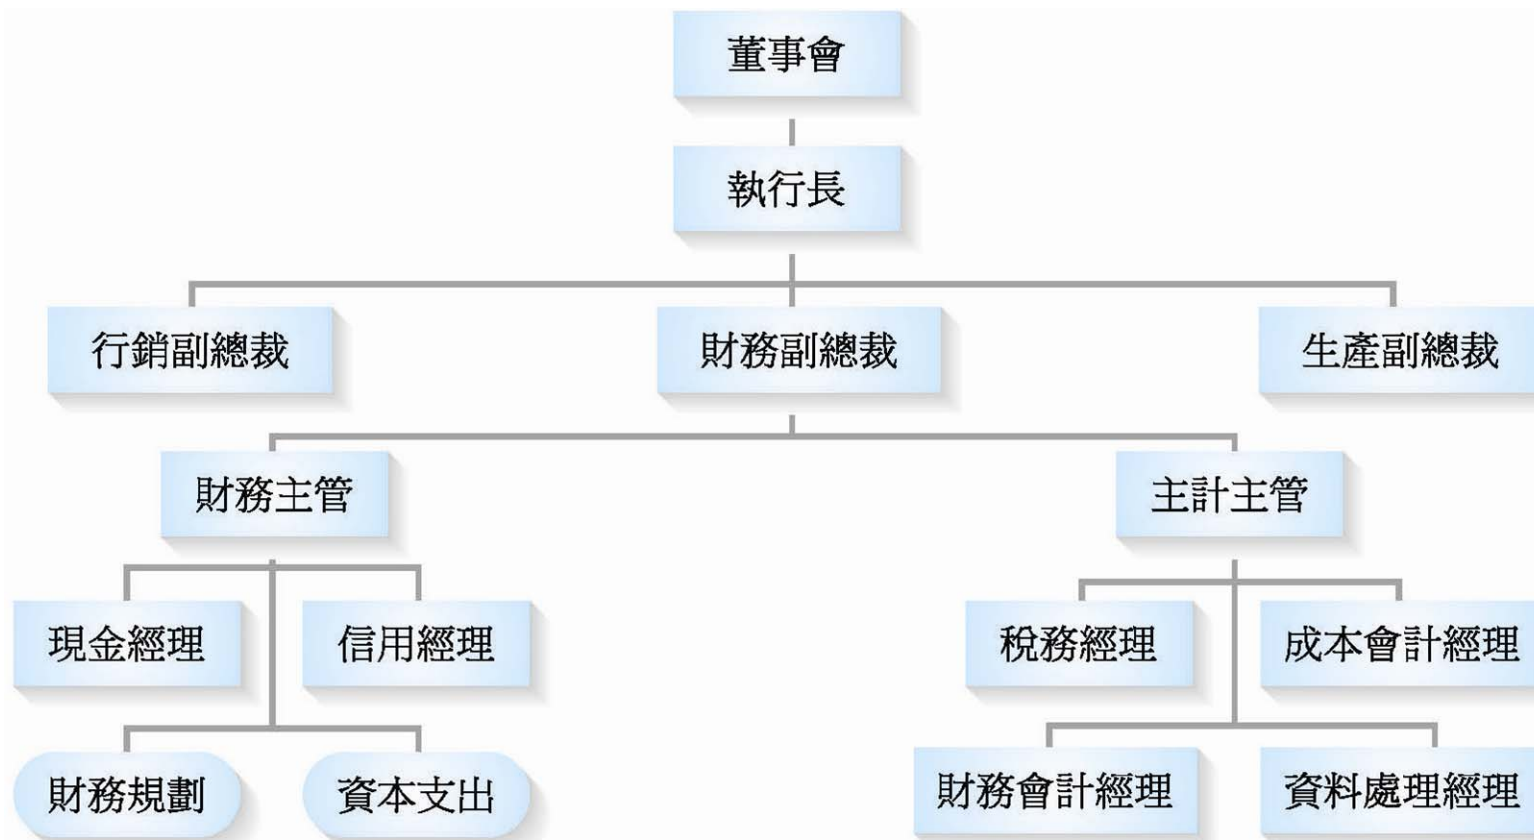 董事會
執行長
行銷副總裁
財務副總裁
生產副總裁
財務主管
主計主管
現金經理
信用經理
稅務經理
成本會計經理
財務規劃
資本支出
財務會計經理
資料處理經理